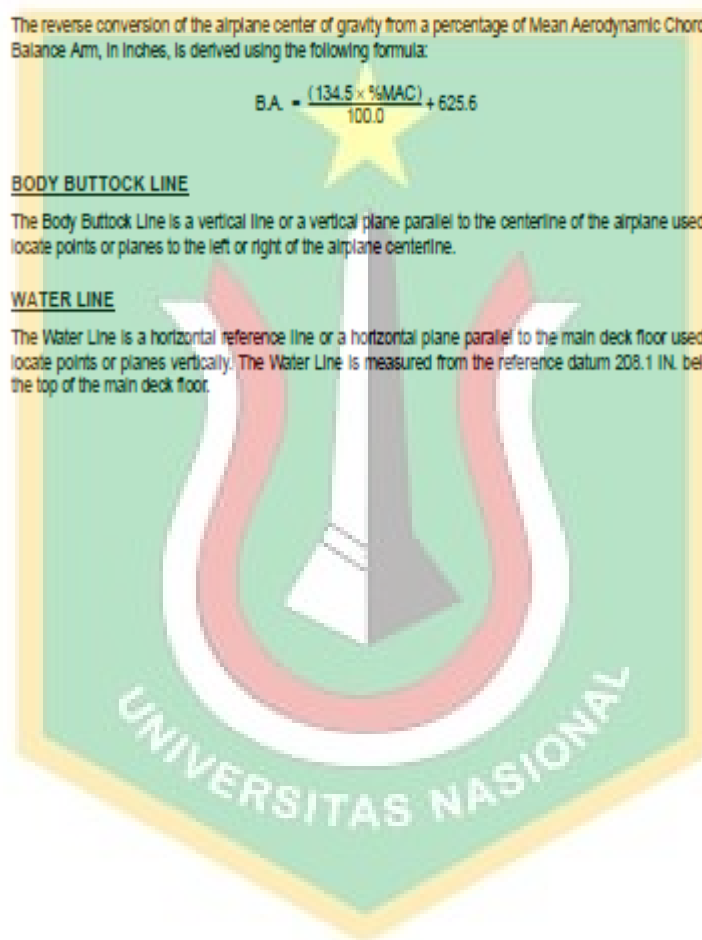 The reverse conversion of the airplane center of gravity from a percentage of Mean Aerodynamic Chord
Balance Arm, in inches, is derived using the following formula:
B.A. = (134.5 × %MAC) / 100.0 + 625.6
BODY BUTTOCK LINE
The Body Buttock Line is a vertical line or a vertical plane parallel to the centerline of the airplane used
locate points or planes to the left or right of the airplane centerline.
WATER LINE
The Water Line is a horizontal reference line or a horizontal plane parallel to the main deck floor used
locate points or planes vertically. The Water Line is measured from the reference datum 208.1 IN. bel
the top of the main deck floor.
UNIVERSITAS NASIONAL